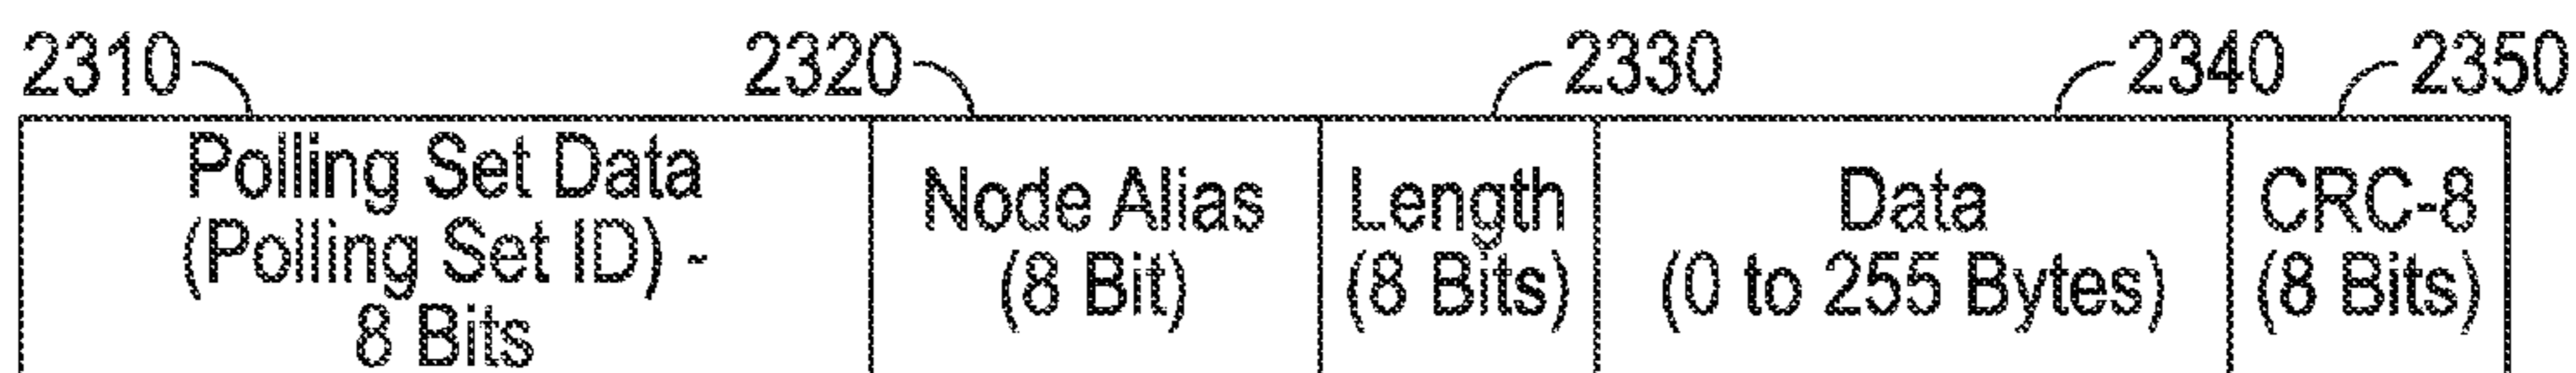 2310 2320 2330 2340 2350
Polling Set Data
(Polling Set ID) -
8 Bits
Node Alias
(8 Bit)
Length
(8 Bits)
Data
(0 to 255 Bytes)
CRC-8
(8 Bits)